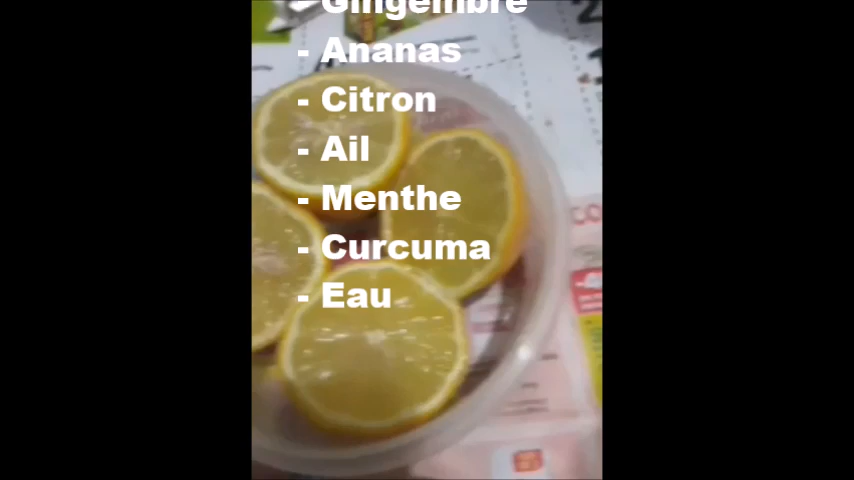 - Gingembre
- Ananas
- Citron
- Ail
- Menthe
- Curcuma
- Eau